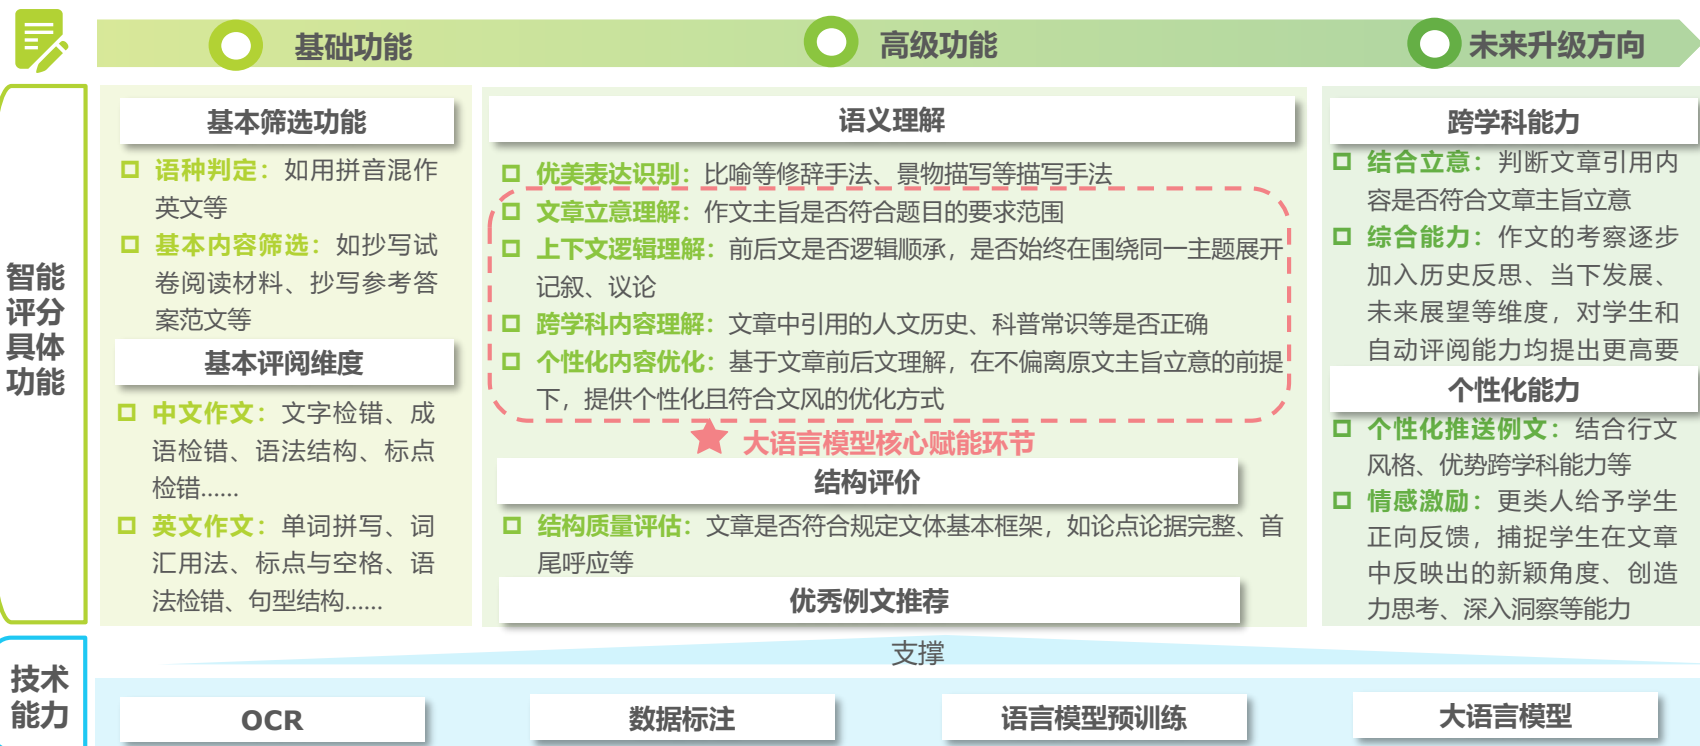 基础功能
高级功能
未来升级方向
智能
评分
具体
功能
基本筛选功能
语种判定：如用拼音混作
英文等
基本内容筛选：如抄写试
卷阅读材料、抄写参考答
案范文等
基本评阅维度
中文作文：文字检错、成
语检错、语法结构、标点
检错......
英文作文：单词拼写、词
汇用法、标点与空格、语
法检错、句型结构......
语义理解
优美表达识别：比喻等修辞手法、景物描写等描写手法
文章立意理解：作文主旨是否符合题目的要求范围
上下文逻辑理解：前后文是否逻辑顺承，是否始终在围绕同一主题展开
记叙、议论
跨学科内容理解：文章中引用的人文历史、科普常识等是否正确
个性化内容优化：基于文章前后文理解，在不偏离原文主旨立意的前提
下，提供个性化且符合文风的优化方式
大语言模型核心赋能环节
结构评价
结构质量评估：文章是否符合规定文体基本框架，如论点论据完整、首
尾呼应等
优秀例文推荐
跨学科能力
结合立意：判断文章引用内
容是否符合文章主旨立意
综合能力：作文的考察逐步
加入历史反思、当下发展、
未来展望等维度，对学生和
自动评阅能力均提出更高要
个性化能力
个性化推送例文：结合行文
风格、优势跨学科能力等
情感激励：更类人给予学生
正向反馈，捕捉学生在文章
中反映出的新颖角度、创造
力思考、深入洞察等能力
支撑
技术
能力
OCR
数据标注
语言模型预训练
大语言模型